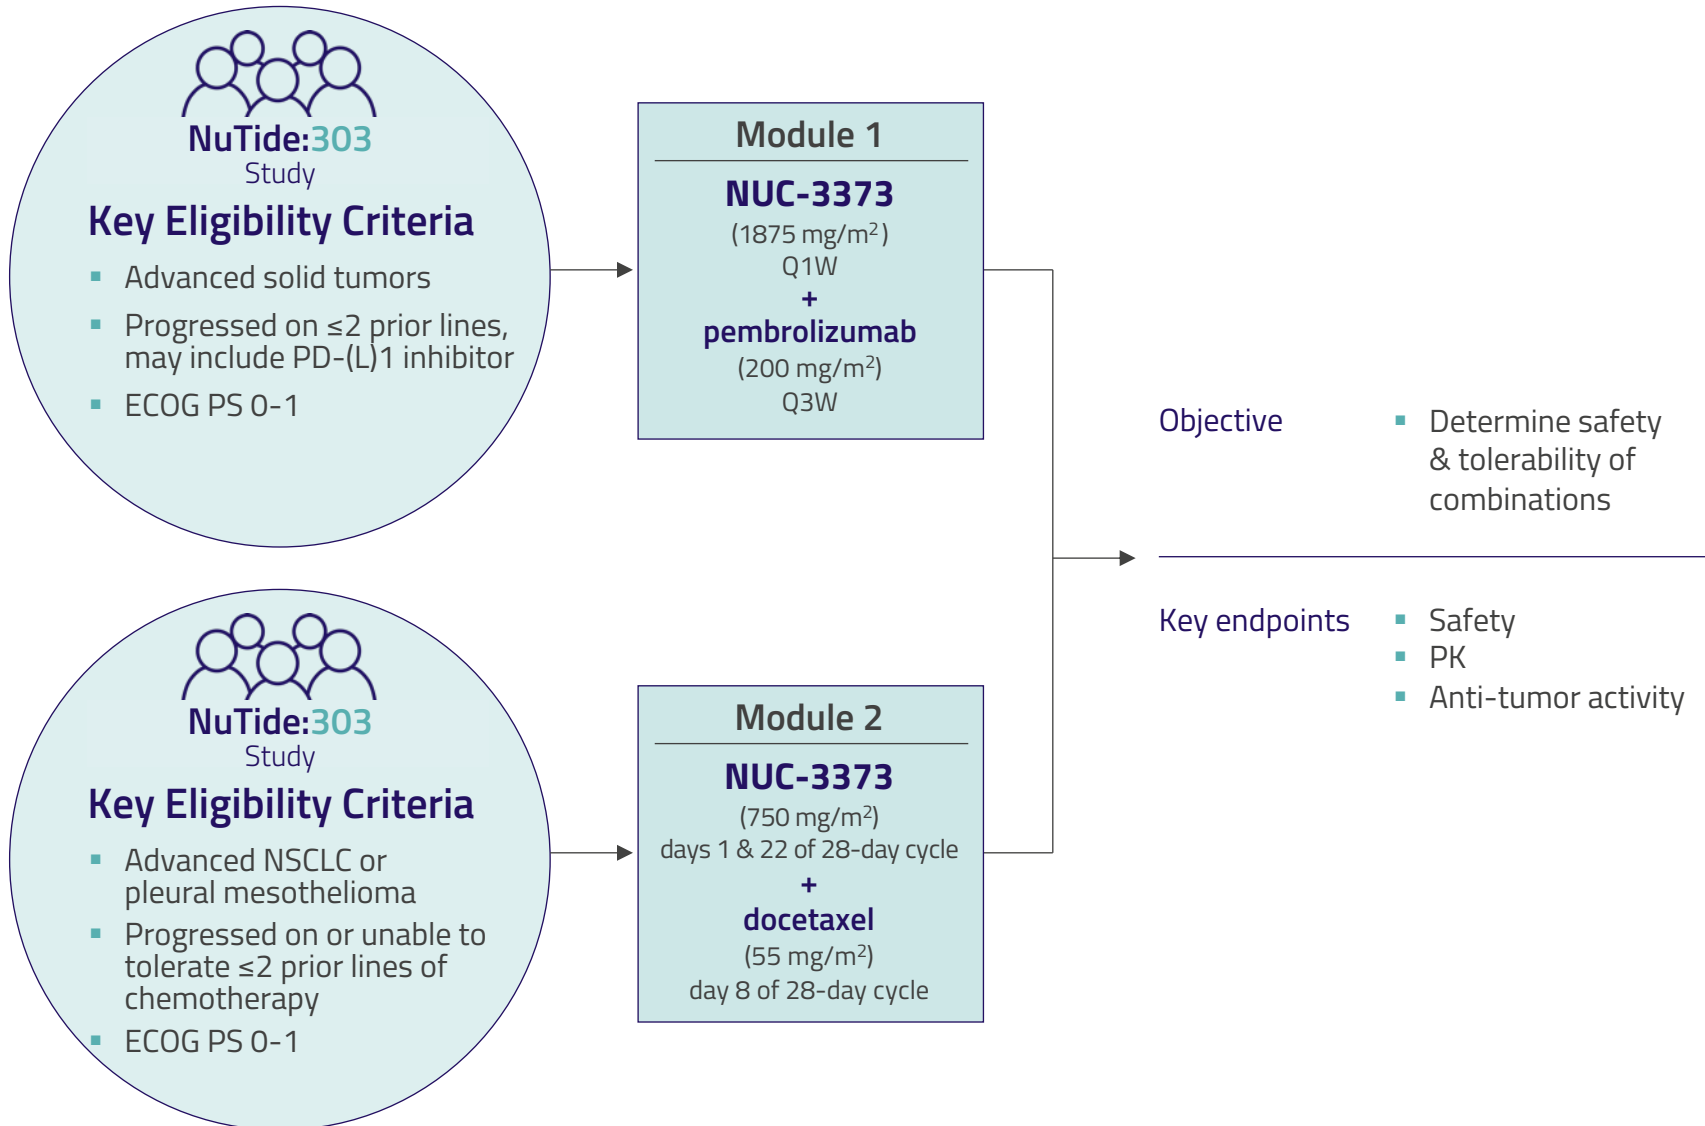 NuTide:303
Study
Key Eligibility Criteria
▪ Advanced solid tumors
▪ Progressed on ≤2 prior lines,
may include PD-(L)1 inhibitor
▪ ECOG PS 0-1
Module 1
NUC-3373
(1875 mg/m²)
Q1W
+
pembrolizumab
(200 mg/m²)
Q3W
NuTide:303
Study
Key Eligibility Criteria
▪ Advanced NSCLC or
pleural mesothelioma
▪ Progressed on or unable to
tolerate ≤2 prior lines of
chemotherapy
▪ ECOG PS 0-1
Module 2
NUC-3373
(750 mg/m²)
days 1 & 22 of 28-day cycle
+
docetaxel
(55 mg/m²)
day 8 of 28-day cycle
Objective
▪ Determine safety
& tolerability of
combinations
Key endpoints
▪ Safety
▪ PK
▪ Anti-tumor activity